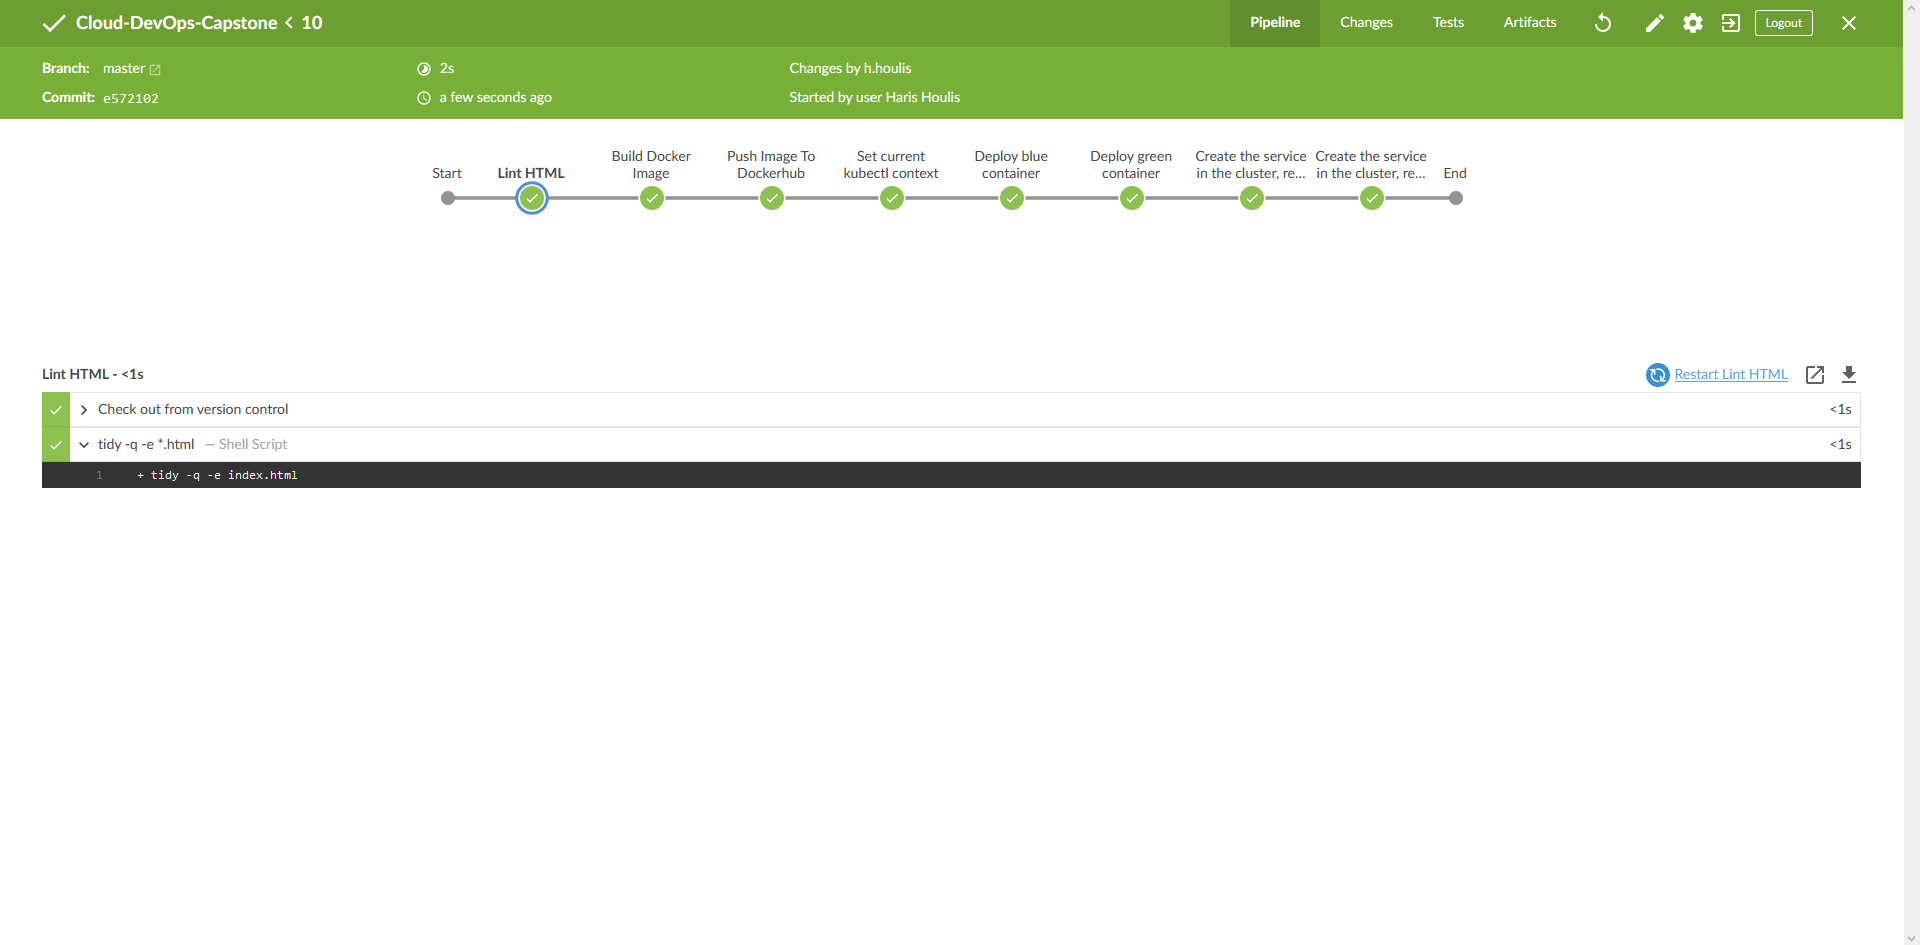 Cloud-DevOps-Capstone < 10
Pipeline Changes Tests Artifacts Logout
Branch: master
2s
Changes by h.houlis
Commit: e572102
a few seconds ago
Started by user Haris Houlis
Start
Lint HTML
Build Docker
Image
Push Image To
Dockerhub
Set current
kubectl context
Deploy blue
container
Deploy green
container
Create the service
in the cluster, re...
Create the service
in the cluster, re...
End
Lint HTML - <1s
Restart Lint HTML
Check out from version control <1s
tidy -q -e *.html — Shell Script <1s
1 + tidy -q -e index.html